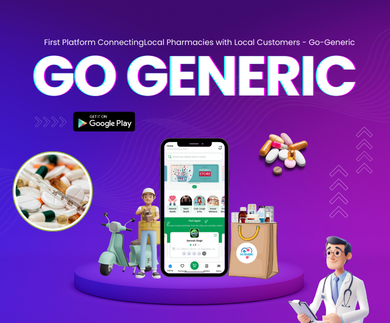 First Platform ConnectingLocal Pharmacies with Local Customers - Go-Generic
GO GENERIC
GET IT ON
Google Play